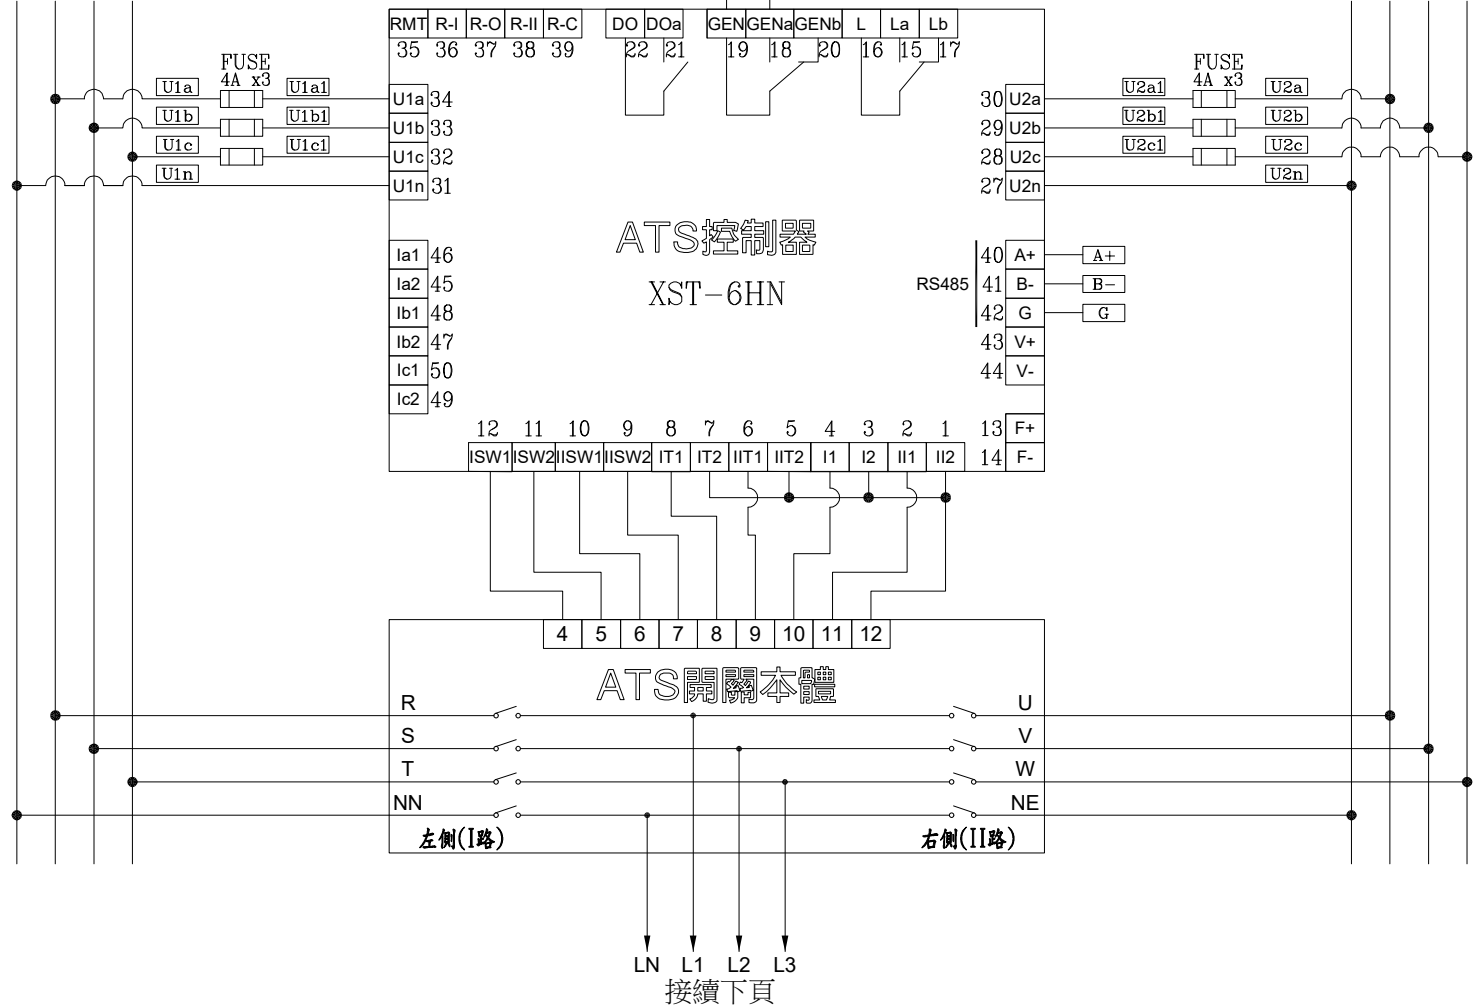 RMT R-I R-O R-II R-C DO DOa GEN GENa GENb L La Lb
35 36 37 38 39 22 21 19 18 20 16 15 17
FUSE
4A x3
FUSE
4A x3
U1a U1a1 U1a 34
30 U2a U2a1 U2a
U1b U1b1 U1b 33
29 U2b U2b1 U2b
U1c U1c1 U1c 32
28 U2c U2c1 U2c
U1n U1n 31
27 U2n U2n
ATS控制器
XST-6HN
Ia1 46
Ia2 45
Ib1 48
Ib2 47
Ic1 50
Ic2 49
RS485
40 A+ A+
41 B- B-
42 G G
43 V+
44 V-
13 F+
14 F-
12 11 10 9 8 7 6 5 4 3 2 1
ISW1 ISW2 IISW1 IISW2 IT1 IT2 IIT1 IIT2 I1 I2 II1 II2
4 5 6 7 8 9 10 11 12
ATS開關本體
R U
S V
T W
NN NE
左側(I路) 右側(II路)
LN L1 L2 L3
接續下頁